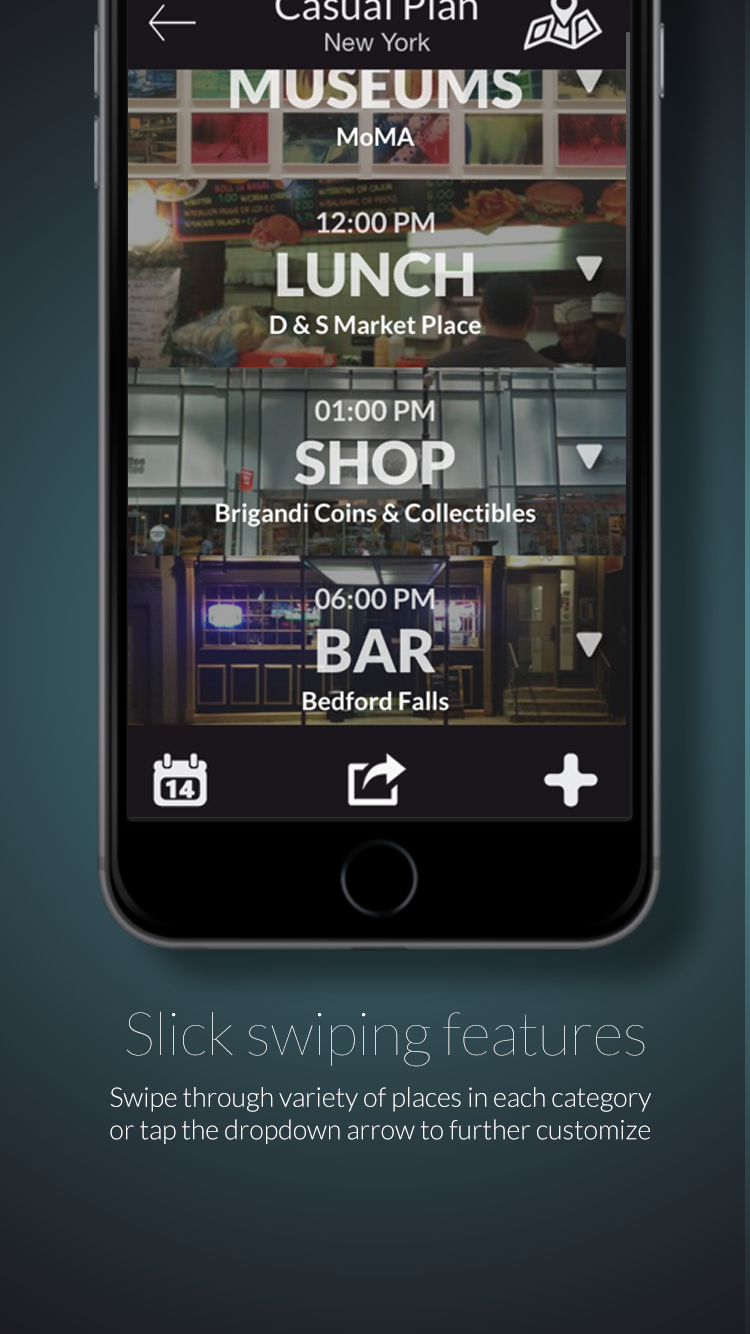 Casual Plan
New York
MUSEUMS
MoMA
12:00 PM
LUNCH
D & S Market Place
01:00 PM
SHOP
Brigandi Coins & Collectibles
06:00 PM
BAR
Bedford Falls
14
Slick swiping features
Swipe through variety of places in each category
or tap the dropdown arrow to further customize